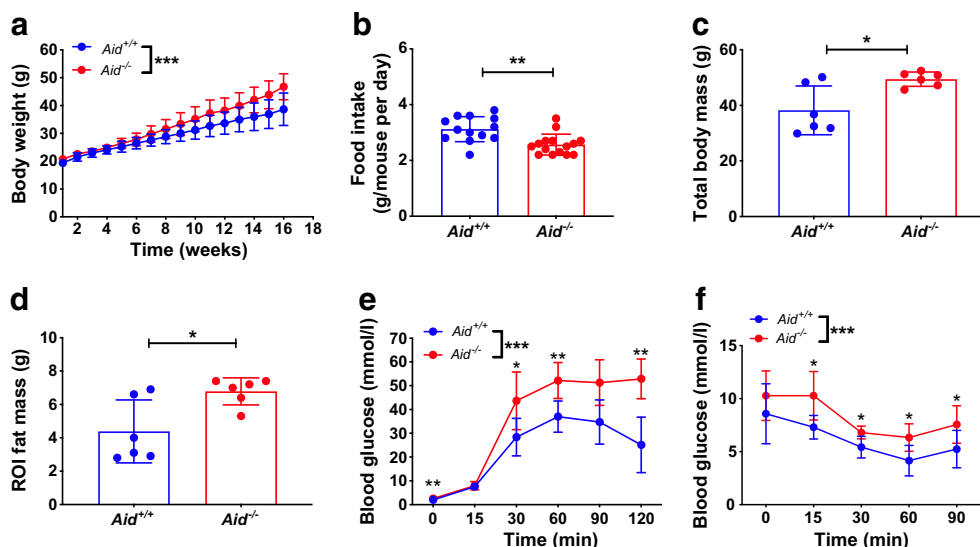 a
Aid+/+
Aid-/-
***
Body weight (g)
60
50
40
30
20
10
0
2 4 6 8 10 12 14 16 18
Time (weeks)
b
**
Food intake
(g/mouse per day)
6
4
2
0
Aid+/+ Aid-/-
c
*
Total body mass (g)
60
40
20
0
Aid+/+ Aid-/-
d
*
ROI fat mass (g)
10
8
6
4
2
0
Aid+/+ Aid-/-
e
Aid+/+
Aid-/-
***
Blood glucose (mmol/l)
70
60
50
40
30
20
10
0
** * ** **
0 15 30 60 90 120
Time (min)
f
Aid+/+
Aid-/-
***
Blood glucose (mmol/l)
15
10
5
0
* * * *
0 15 30 60 90
Time (min)